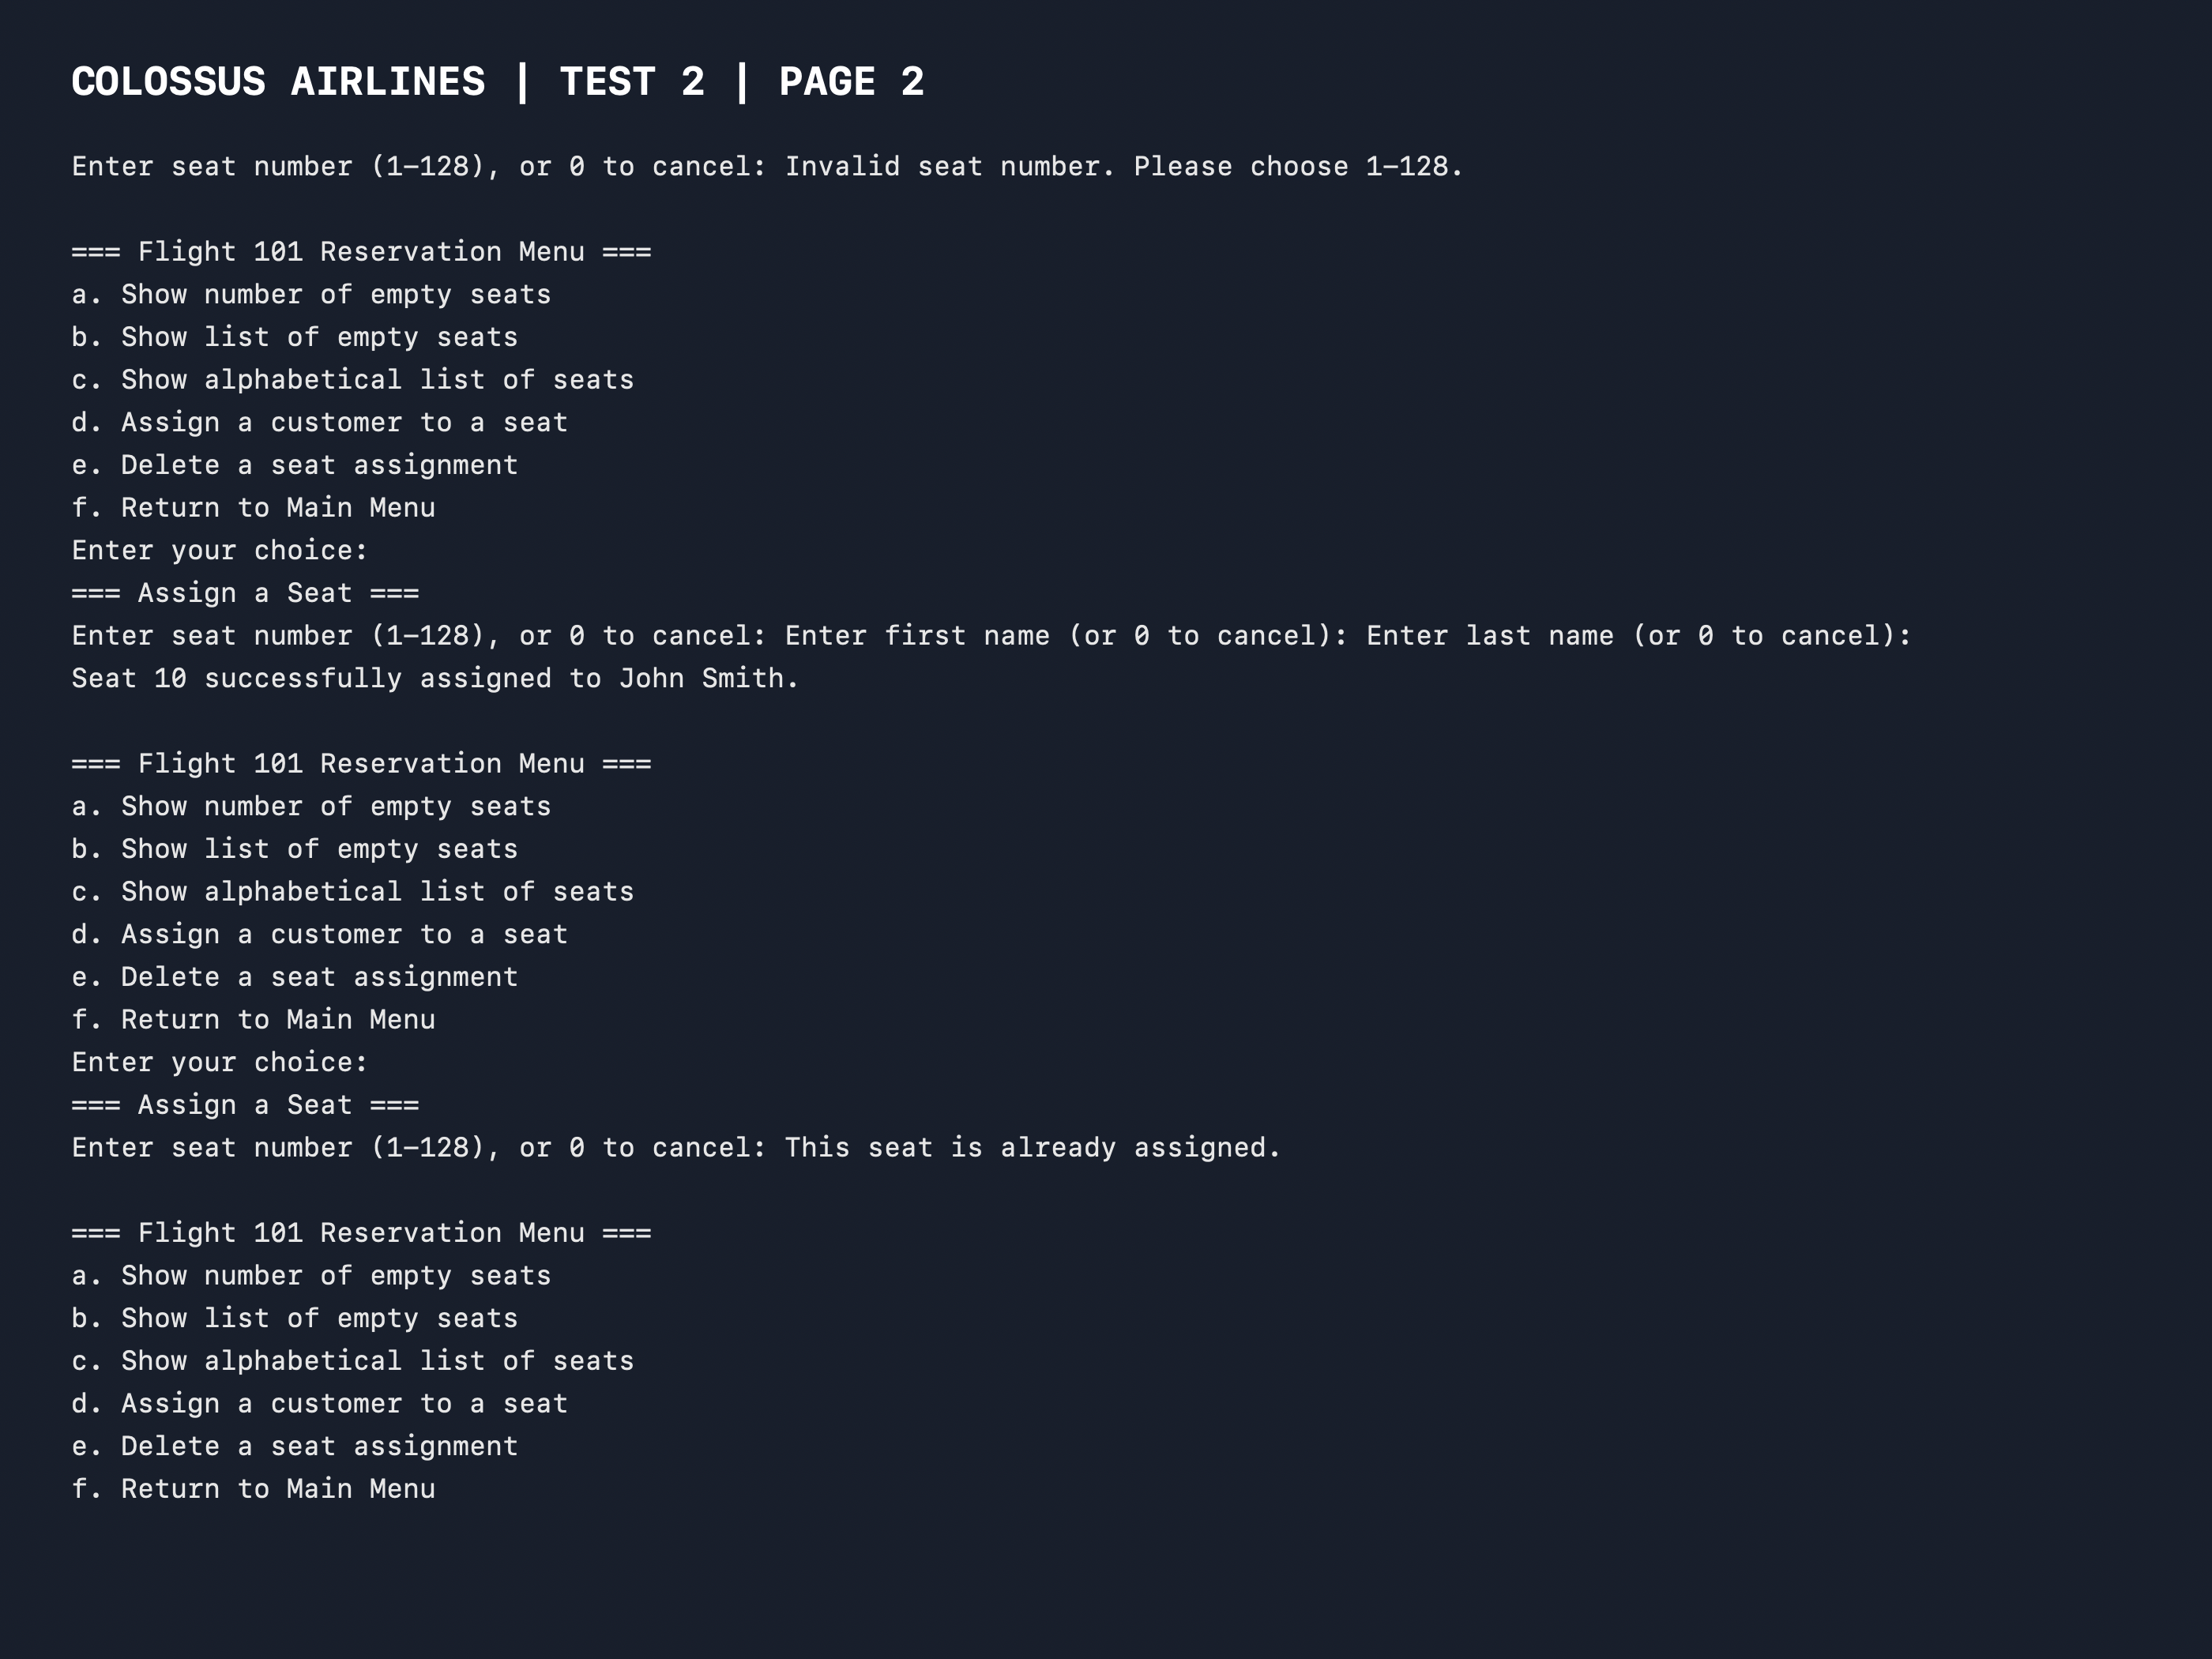 COLOSSUS AIRLINES | TEST 2 | PAGE 2
Enter seat number (1–128), or 0 to cancel: Invalid seat number. Please choose 1–128.
=== Flight 101 Reservation Menu ===
a. Show number of empty seats
b. Show list of empty seats
c. Show alphabetical list of seats
d. Assign a customer to a seat
e. Delete a seat assignment
f. Return to Main Menu
Enter your choice:
=== Assign a Seat ===
Enter seat number (1–128), or 0 to cancel: Enter first name (or 0 to cancel): Enter last name (or 0 to cancel):
Seat 10 successfully assigned to John Smith.
=== Flight 101 Reservation Menu ===
a. Show number of empty seats
b. Show list of empty seats
c. Show alphabetical list of seats
d. Assign a customer to a seat
e. Delete a seat assignment
f. Return to Main Menu
Enter your choice:
=== Assign a Seat ===
Enter seat number (1–128), or 0 to cancel: This seat is already assigned.
=== Flight 101 Reservation Menu ===
a. Show number of empty seats
b. Show list of empty seats
c. Show alphabetical list of seats
d. Assign a customer to a seat
e. Delete a seat assignment
f. Return to Main Menu